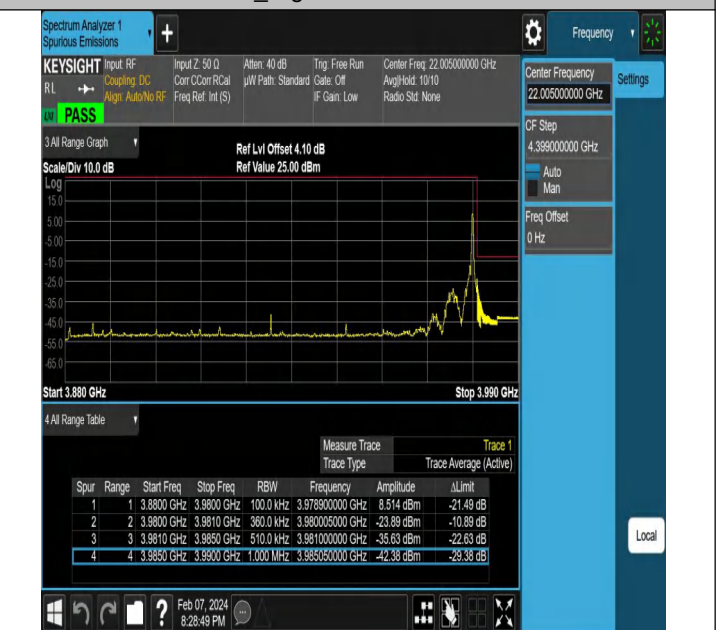 Spectrum Analyzer 1
Spurious Emissions
Frequency
KEYSIGHT Input: RF Input Z: 50 Ω Atten: 40 dB Trig: Free Run Center Freq: 22.005000000 GHz
RL Coupling: DC Corr CCorr RCal µW Path: Standard Gate: Off Avg|Hold: 10/10
Align: Auto/No RF Freq Ref: Int (S) IF Gain: Low Radio Std: None
PASS
Center Frequency
22.005000000 GHz
Settings
CF Step
4.399000000 GHz
Auto
Man
Freq Offset
0 Hz
3 All Range Graph
Ref Lvl Offset 4.10 dB
Scale/Div 10.0 dB Ref Value 25.00 dBm
Log
15.0
5.00
-5.00
-15.0
-25.0
-35.0
-45.0
-55.0
-65.0
Start 3.880 GHz Stop 3.990 GHz
4 All Range Table
Measure Trace Trace 1
Trace Type Trace Average (Active)
Spur Range Start Freq Stop Freq RBW Frequency Amplitude ΔLimit
1 1 3.8800 GHz 3.9800 GHz 100.0 kHz 3.978900000 GHz 8.514 dBm -21.49 dB
2 2 3.9800 GHz 3.9810 GHz 360.0 kHz 3.980005000 GHz -23.89 dBm -10.89 dB
3 3 3.9810 GHz 3.9850 GHz 510.0 kHz 3.981000000 GHz -35.63 dBm -22.63 dB
4 4 3.9850 GHz 3.9900 GHz 1.000 MHz 3.985050000 GHz -42.38 dBm -29.38 dB
Local
Feb 07, 2024
8:28:49 PM